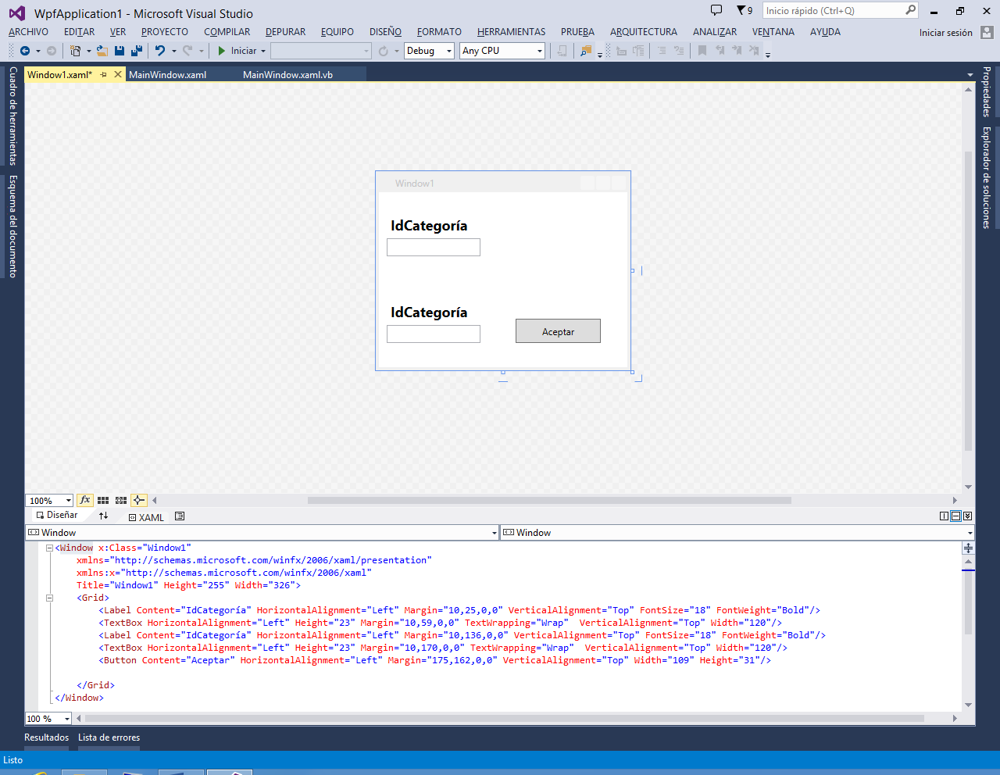 WpfApplication1 - Microsoft Visual Studio
9
Inicio rápido (Ctrl+Q)
ARCHIVO EDITAR VER PROYECTO COMPILAR DEPURAR EQUIPO DISEÑO FORMATO HERRAMIENTAS PRUEBA ARQUITECTURA ANALIZAR VENTANA AYUDA
Iniciar sesión
Iniciar Debug Any CPU
Window1.xaml* MainWindow.xaml MainWindow.xaml.vb
Cuadro de herramientas
Esquema del documento
Propiedades
Explorador de soluciones
Window1
IdCategoría
IdCategoría
Aceptar
100% fx
Diseñar XAML
Window Window
<Window x:Class="Window1"
xmlns="http://schemas.microsoft.com/winfx/2006/xaml/presentation"
xmlns:x="http://schemas.microsoft.com/winfx/2006/xaml"
Title="Window1" Height="255" Width="326">
<Grid>
<Label Content="IdCategoría" HorizontalAlignment="Left" Margin="10,25,0,0" VerticalAlignment="Top" FontSize="18" FontWeight="Bold"/>
<TextBox HorizontalAlignment="Left" Height="23" Margin="10,59,0,0" TextWrapping="Wrap"  VerticalAlignment="Top" Width="120"/>
<Label Content="IdCategoría" HorizontalAlignment="Left" Margin="10,136,0,0" VerticalAlignment="Top" FontSize="18" FontWeight="Bold"/>
<TextBox HorizontalAlignment="Left" Height="23" Margin="10,170,0,0" TextWrapping="Wrap"  VerticalAlignment="Top" Width="120"/>
<Button Content="Aceptar" HorizontalAlignment="Left" Margin="175,162,0,0" VerticalAlignment="Top" Width="109" Height="31"/>
</Grid>
</Window>
100 %
Resultados Lista de errores
Listo